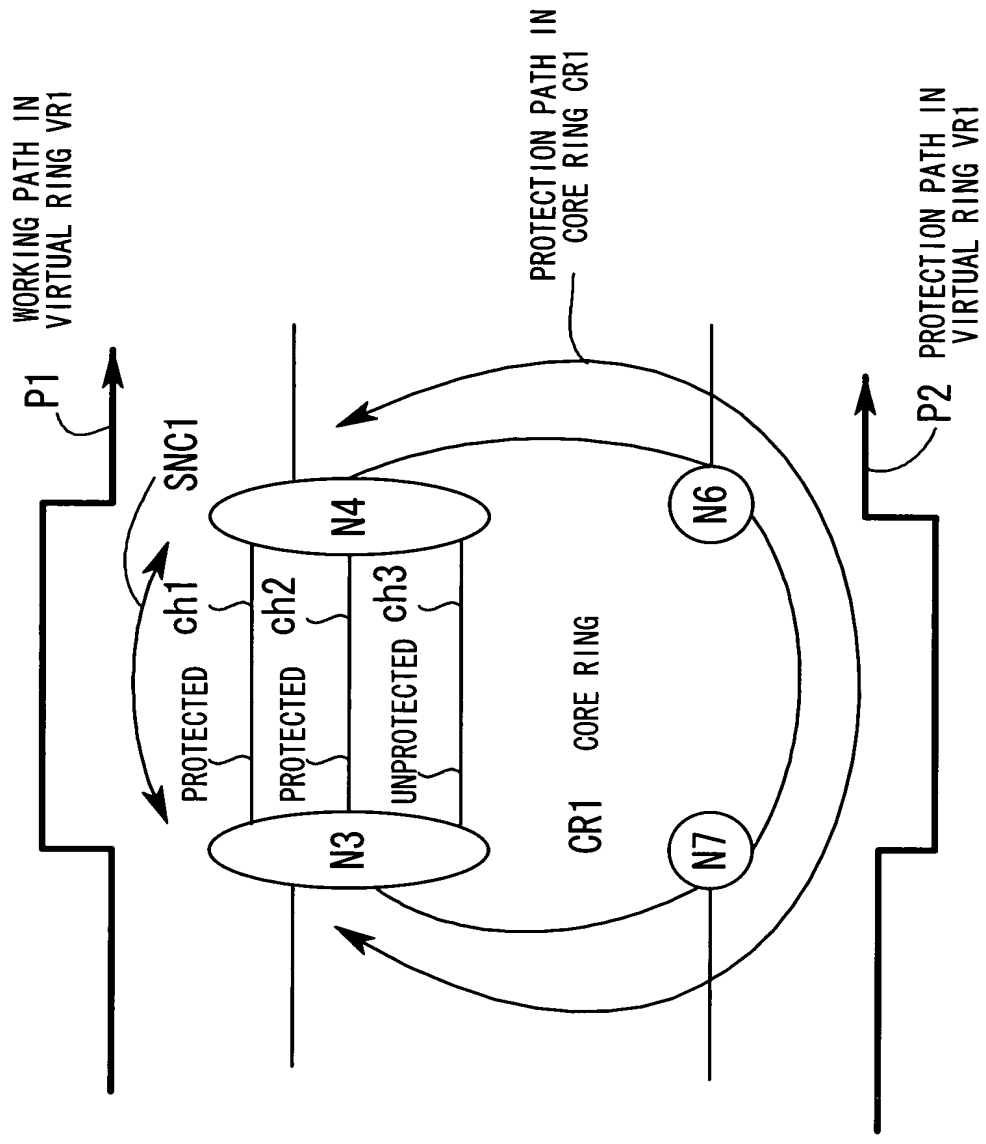 WORKING PATH IN
VIRTUAL RING VR1
P1
SNC1
PROTECTED
ch1
PROTECTED
ch2
UNPROTECTED
ch3
N3
N4
CR1
CORE RING
N7
N6
PROTECTION PATH IN
CORE RING CR1
P2
PROTECTION PATH IN
VIRTUAL RING VR1